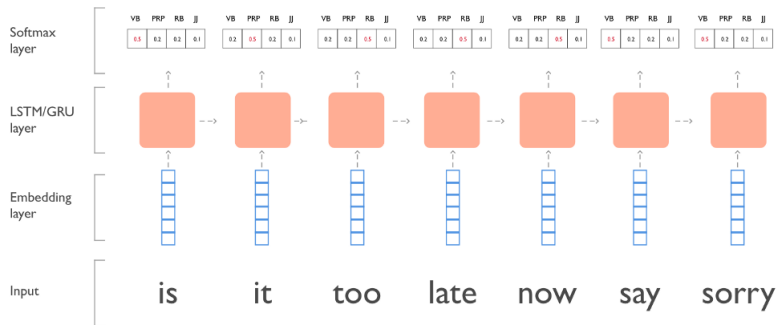 VB PRP RB JJ VB PRP RB JJ VB PRP RB JJ VB PRP RB JJ VB PRP RB JJ VB PRP RB JJ VB PRP RB JJ
Softmax
layer
0.5 0.2 0.2 0.1 0.2 0.5 0.2 0.1 0.2 0.2 0.5 0.1 0.2 0.2 0.5 0.1 0.2 0.2 0.5 0.1 0.5 0.2 0.2 0.1 0.5 0.2 0.2 0.1
LSTM/GRU
layer
Embedding
layer
Input is it too late now say sorry